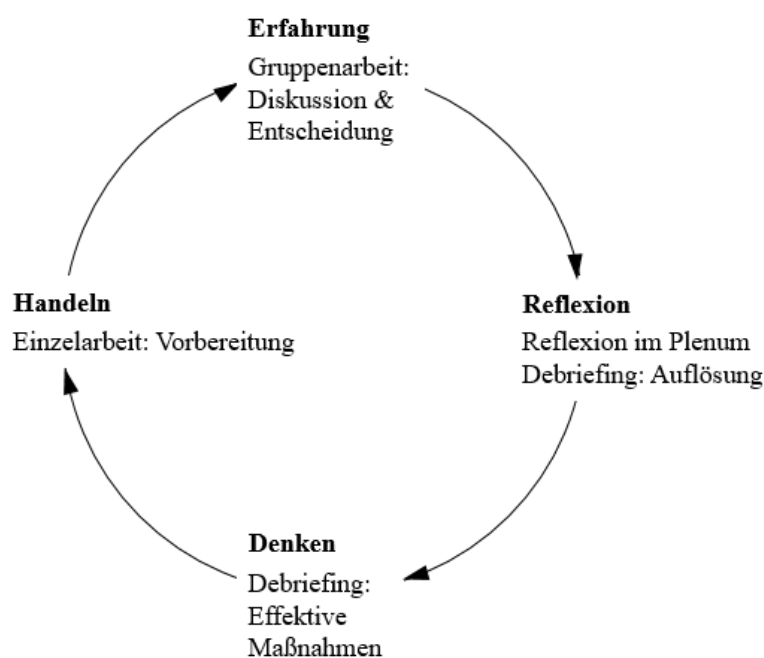 Erfahrung
Gruppenarbeit:
Diskussion &
Entscheidung
Handeln
Einzelarbeit: Vorbereitung
Reflexion
Reflexion im Plenum
Debriefing: Auflösung
Denken
Debriefing:
Effektive
Maßnahmen